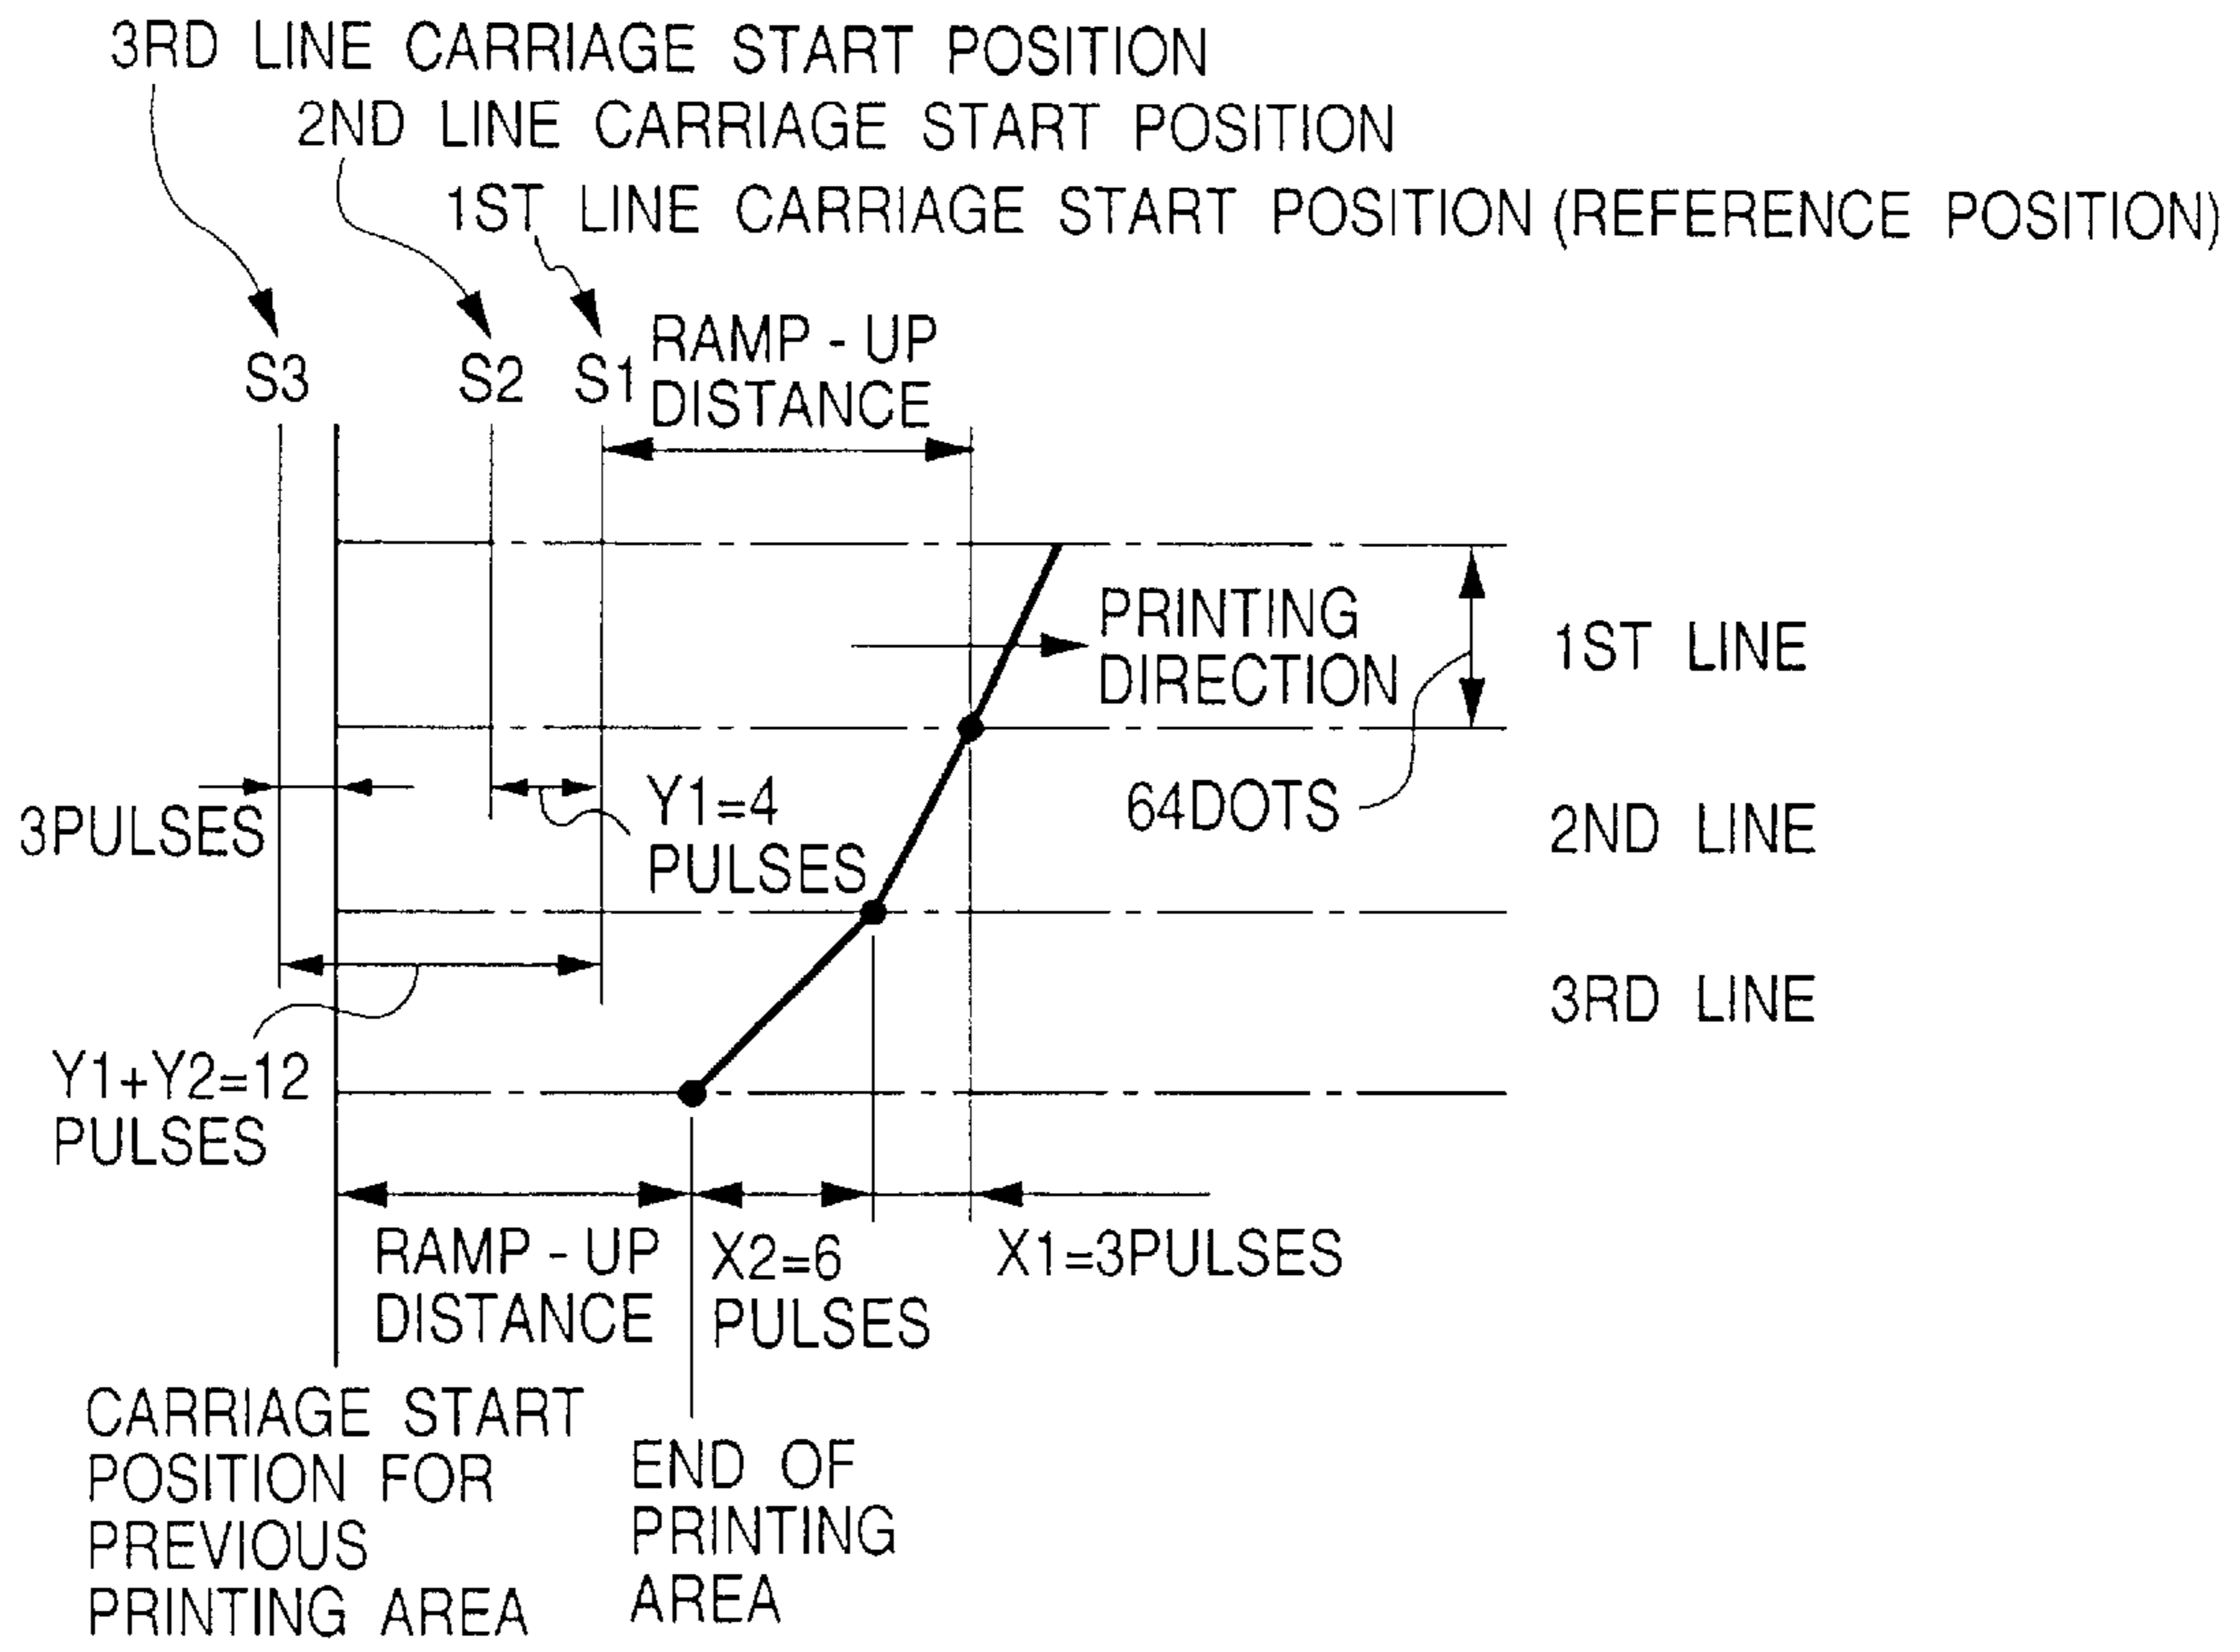 3RD LINE CARRIAGE START POSITION
2ND LINE CARRIAGE START POSITION
1ST LINE CARRIAGE START POSITION (REFERENCE POSITION)
S3
S2
S1
RAMP - UP
DISTANCE
PRINTING
DIRECTION
1ST LINE
3PULSES
Y1=4
PULSES
64DOTS
2ND LINE
3RD LINE
Y1+Y2=12
PULSES
RAMP - UP
DISTANCE
X2=6
PULSES
X1=3PULSES
CARRIAGE START
POSITION FOR
PREVIOUS
PRINTING AREA
END OF
PRINTING
AREA